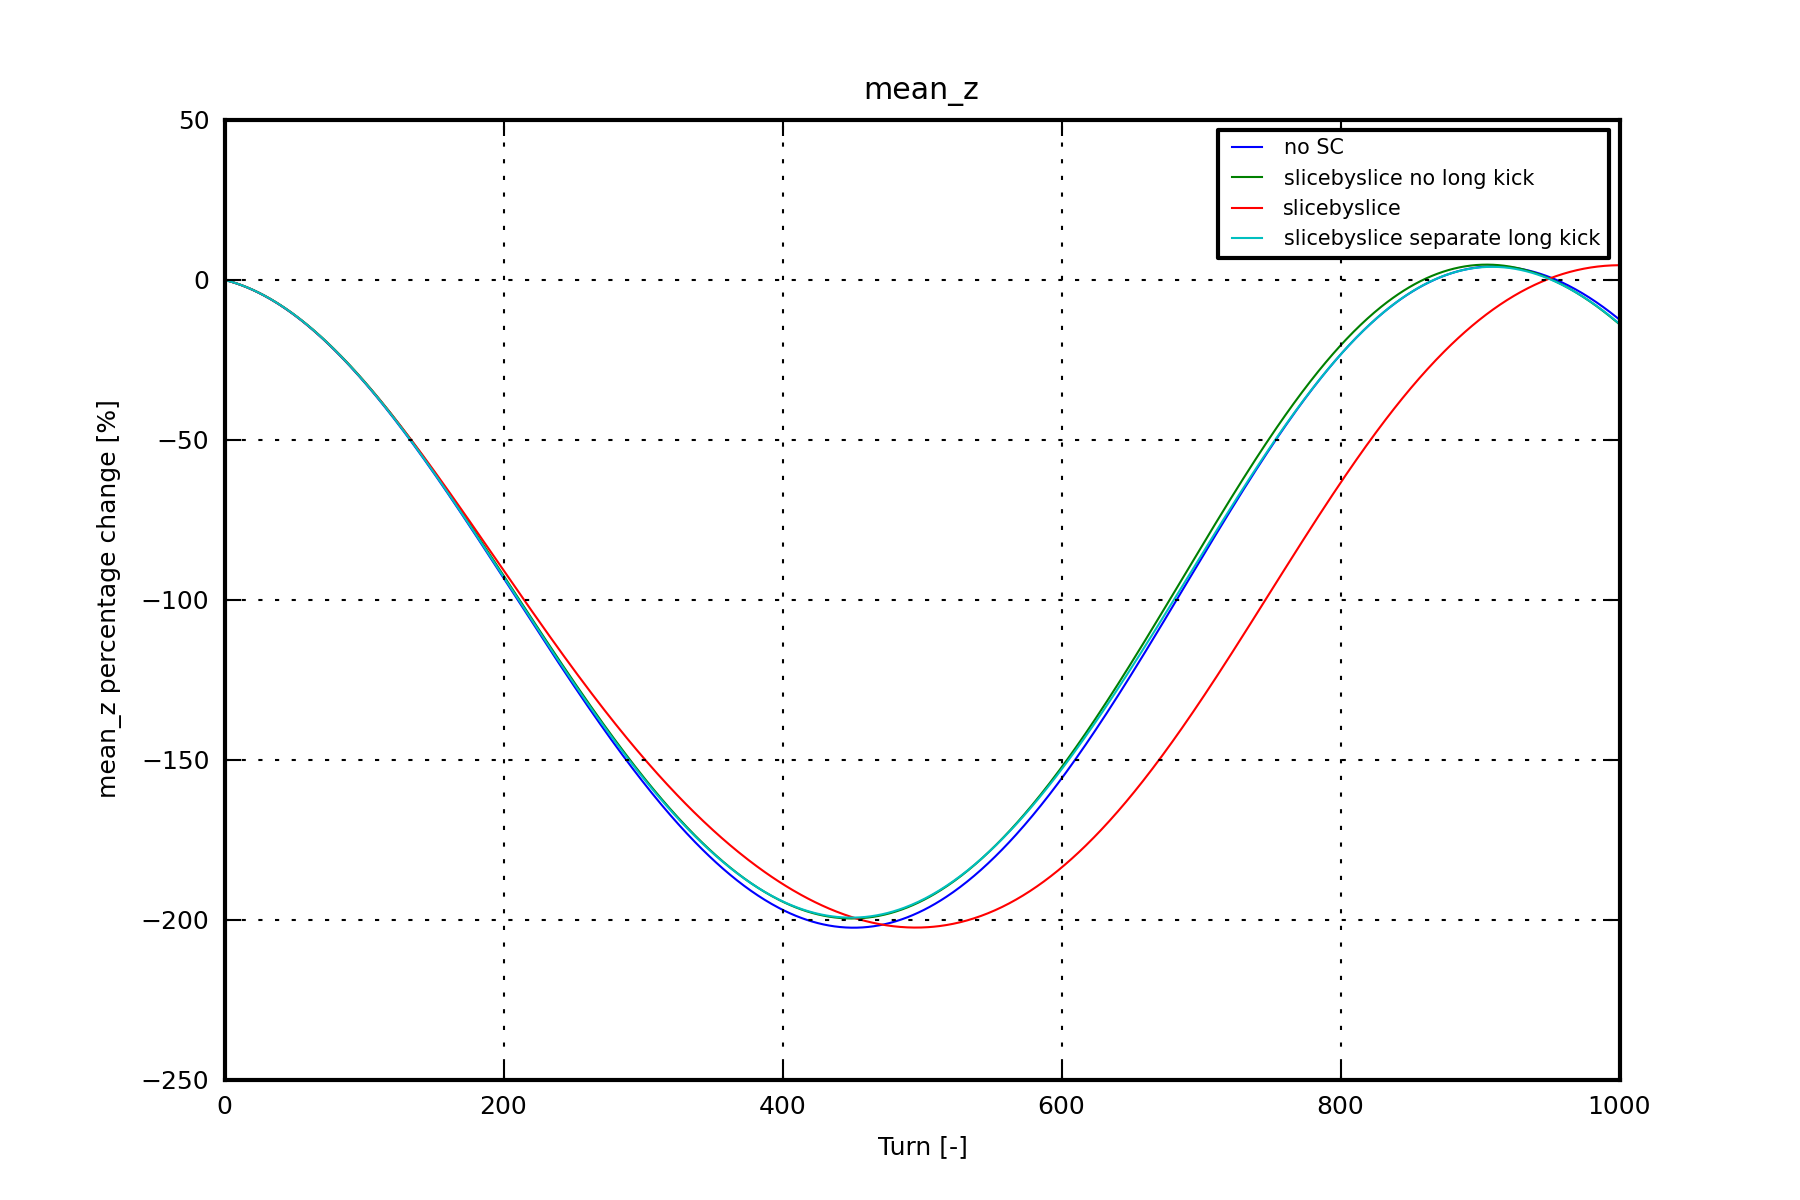 mean_z
50
0
−50
−100
−150
−200
−250
mean_z percentage change [%]
no SC
slicebyslice no long kick
slicebyslice
slicebyslice separate long kick
0 200 400 600 800 1000
Turn [-]